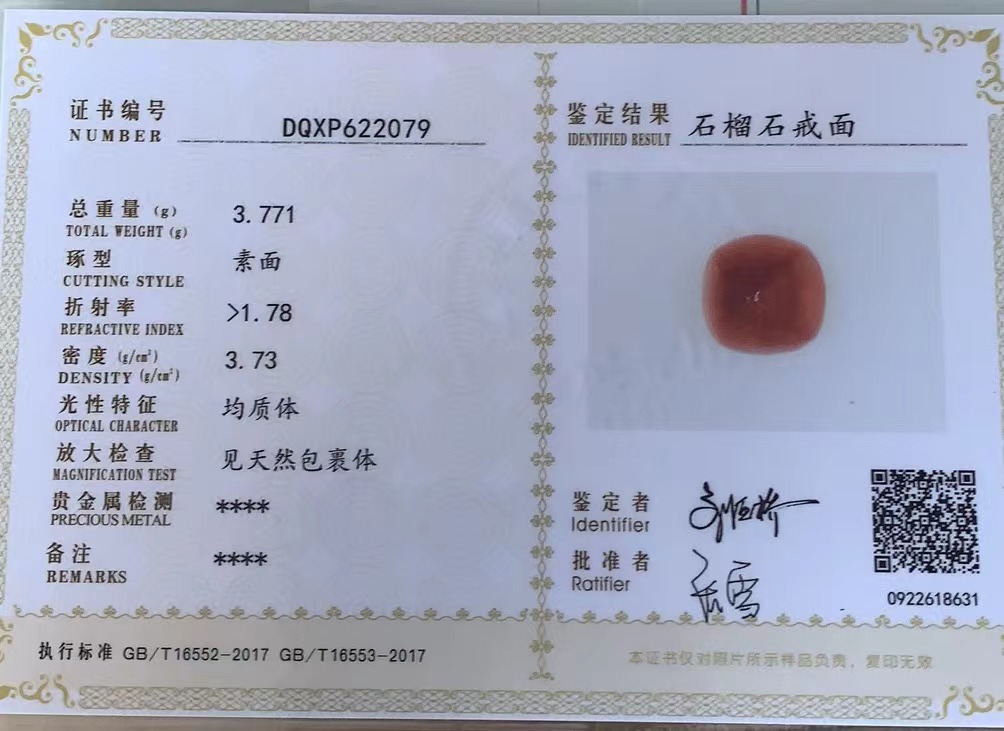 证书编号
NUMBER
DQXP622079
总重量 (g)
TOTAL WEIGHT (g)
3.771
琢型
CUTTING STYLE
素面
折射率
REFRACTIVE INDEX
>1.78
密度 (g/cm³)
DENSITY (g/cm³)
3.73
光性特征
OPTICAL CHARACTER
均质体
放大检查
MAGNIFICATION TEST
见天然包裹体
贵金属检测
PRECIOUS METAL
****
备注
REMARKS
****
执行标准 GB/T16552-2017 GB/T16553-2017
鉴定结果
IDENTIFIED RESULT
石榴石戒面
鉴定者
Identifier
批准者
Ratifier
0922618631
本证书仅对照片所示样品负责，复印无效